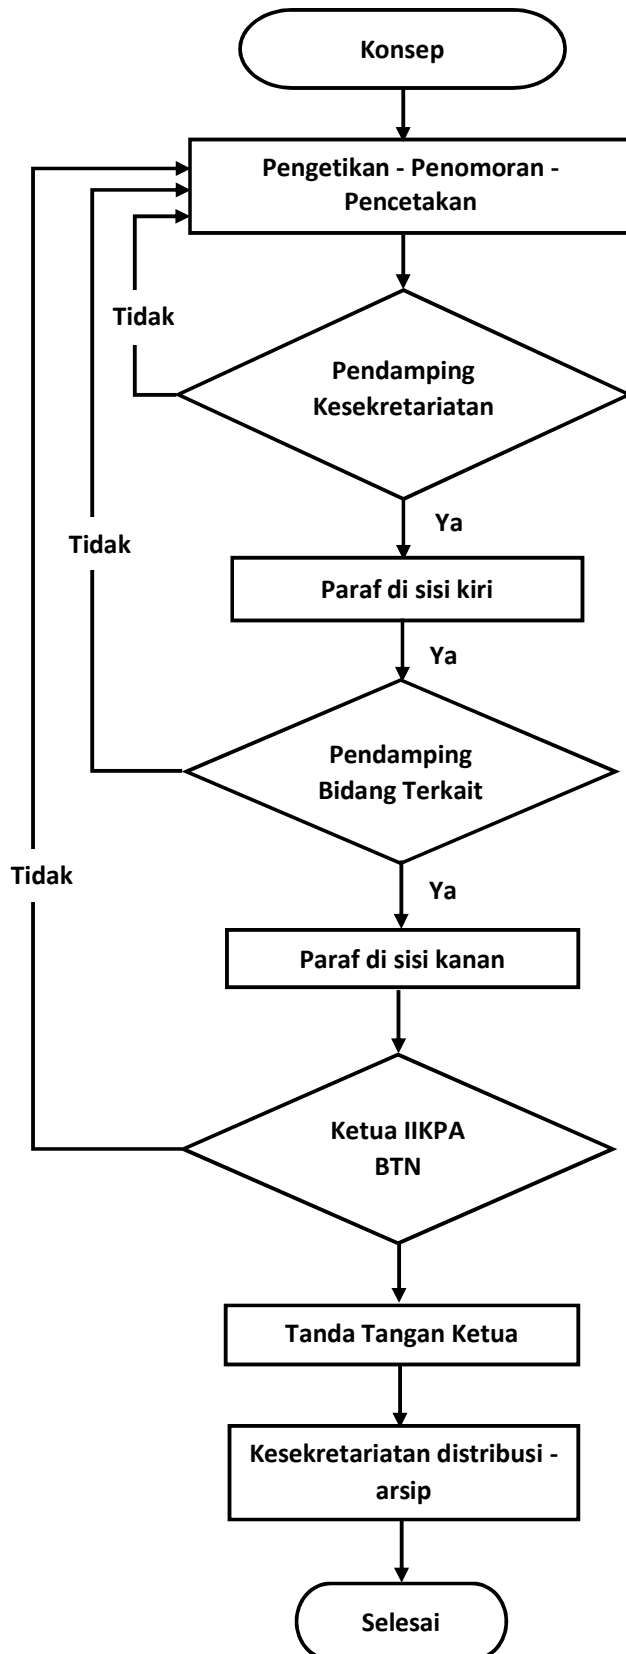 Konsep
Pengetikan - Penomoran -
Pencetakan
Tidak
Pendamping
Kesekretariatan
Ya
Tidak
Paraf di sisi kiri
Ya
Pendamping
Bidang Terkait
Tidak
Ya
Paraf di sisi kanan
Ketua IIKPA
BTN
Tanda Tangan Ketua
Kesekretariatan distribusi -
arsip
Selesai